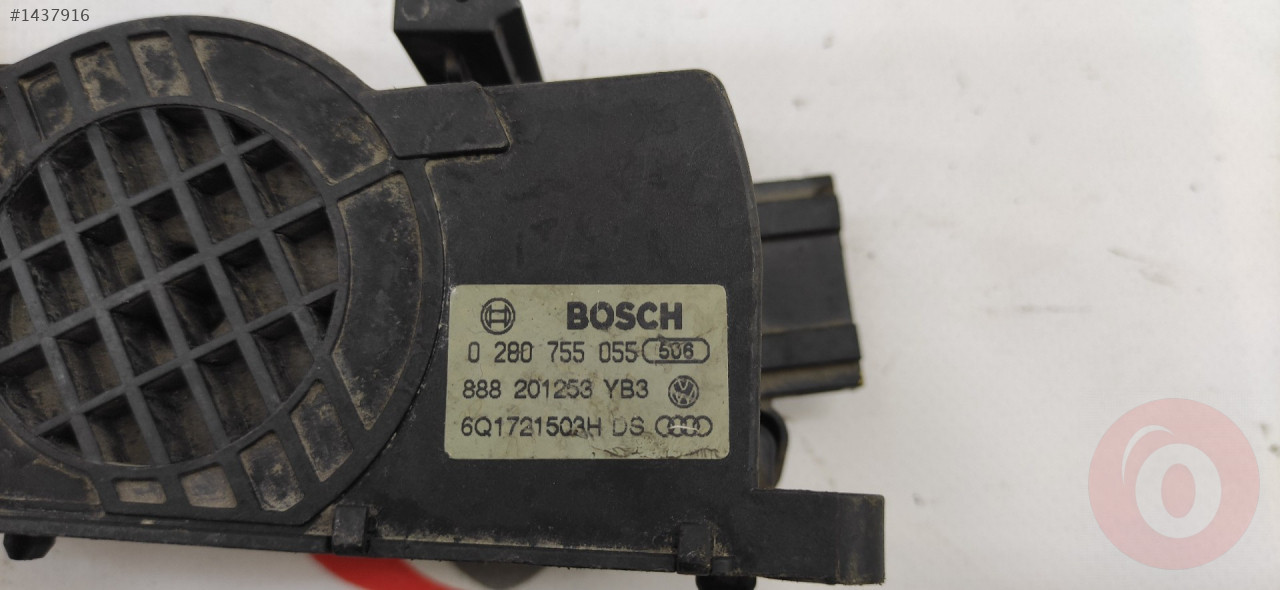 #1437916
BOSCH
0 280 755 055 506
888 201253 YB3
6Q1721503H DS